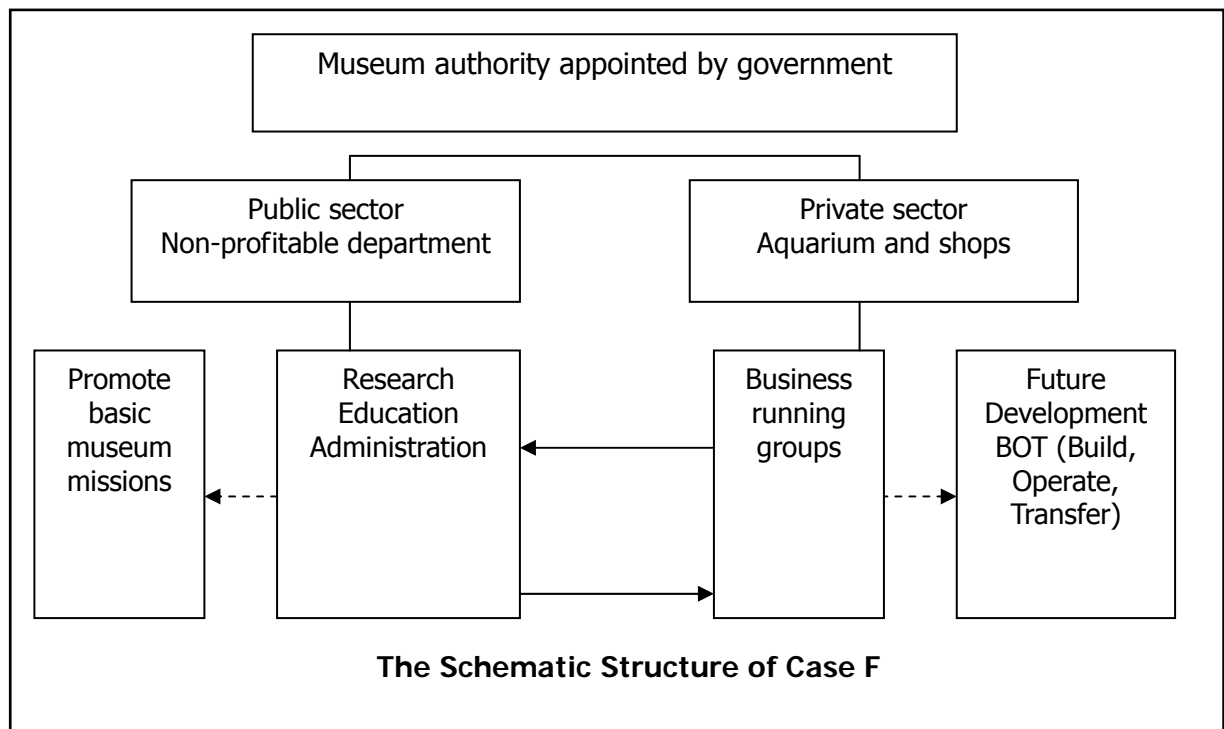 Museum authority appointed by government
Public sector
Non-profitable department
Private sector
Aquarium and shops
Promote
basic
museum
missions
Research
Education
Administration
Business
running
groups
Future
Development
BOT (Build,
Operate,
Transfer)
The Schematic Structure of Case F